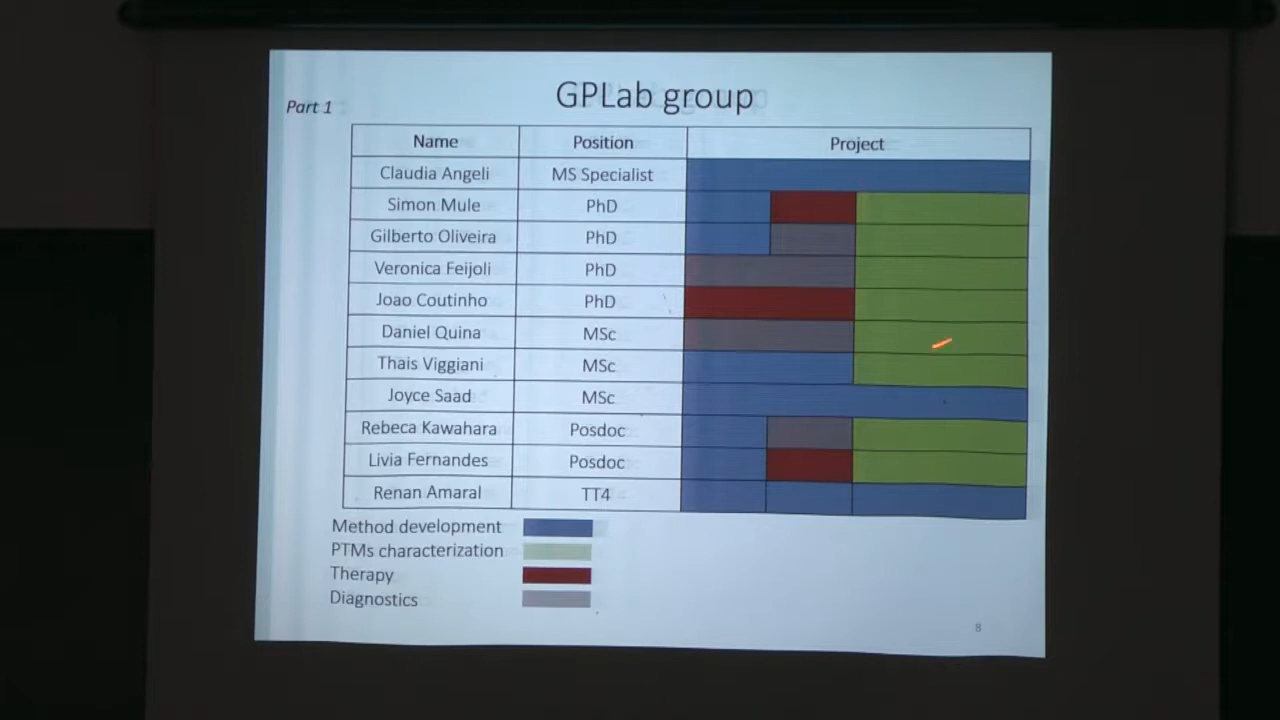 Part 1
GPLab group
Name Position Project
Claudia Angeli MS Specialist
Simon Mule PhD
Gilberto Oliveira PhD
Veronica Feijoli PhD
Joao Coutinho PhD
Daniel Quina MSc
Thais Viggiani MSc
Joyce Saad MSc
Rebeca Kawahara Posdoc
Livia Fernandes Posdoc
Renan Amaral TT4
Method development
PTMs characterization
Therapy
Diagnostics
8